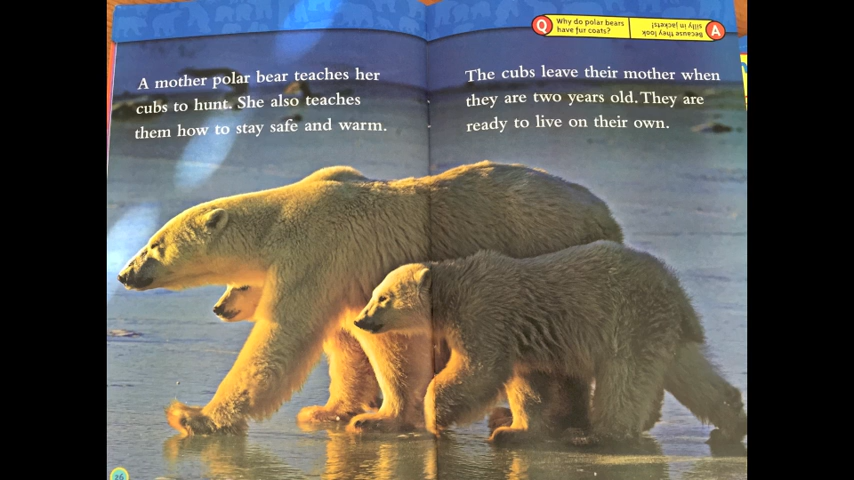 A mother polar bear teaches her
cubs to hunt. She also teaches
them how to stay safe and warm.
Q
Why do polar bears
have fur coats?
Because they look
silly in jackets!
A
The cubs leave their mother when
they are two years old. They are
ready to live on their own.
26